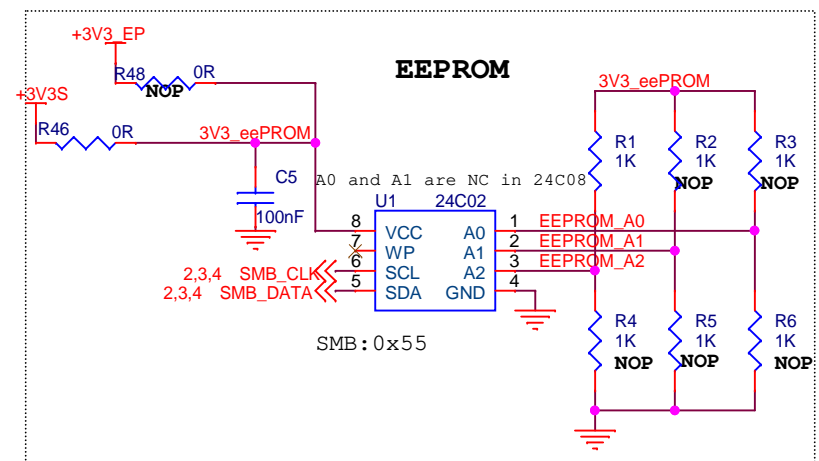 +3V3_EP
R48
0R
NOP
EEPROM
+3V3S
R46
0R
3V3_eePROM
3V3_eePROM
R1
1K
R2
1K
NOP
R3
1K
NOP
C5
100nF
A0 and A1 are NC in 24C08
U1
24C02
8
VCC
A0
1
EEPROM_A0
7
WP
A1
2
EEPROM_A1
2,3,4
SMB_CLK
6
SCL
A2
3
EEPROM_A2
2,3,4
SMB_DATA
5
SDA
GND
4
SMB:0x55
R4
1K
NOP
R5
1K
NOP
R6
1K
NOP